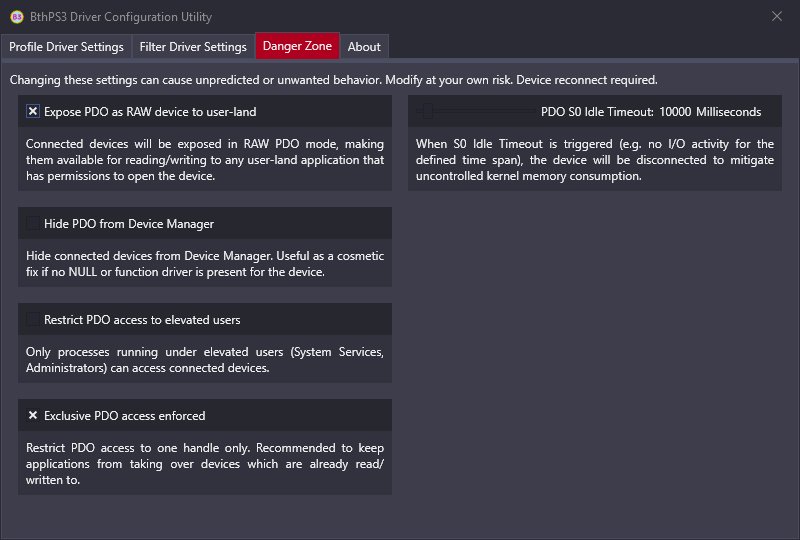 B3 BthPS3 Driver Configuration Utility
Profile Driver Settings Filter Driver Settings Danger Zone About
Changing these settings can cause unpredicted or unwanted behavior. Modify at your own risk. Device reconnect required.
Expose PDO as RAW device to user-land
Connected devices will be exposed in RAW PDO mode, making
them available for reading/writing to any user-land application that
has permissions to open the device.
Hide PDO from Device Manager
Hide connected devices from Device Manager. Useful as a cosmetic
fix if no NULL or function driver is present for the device.
Restrict PDO access to elevated users
Only processes running under elevated users (System Services,
Administrators) can access connected devices.
Exclusive PDO access enforced
Restrict PDO access to one handle only. Recommended to keep
applications from taking over devices which are already read/
written to.
PDO S0 Idle Timeout: 10000 Milliseconds
When S0 Idle Timeout is triggered (e.g. no I/O activity for the
defined time span), the device will be disconnected to mitigate
uncontrolled kernel memory consumption.